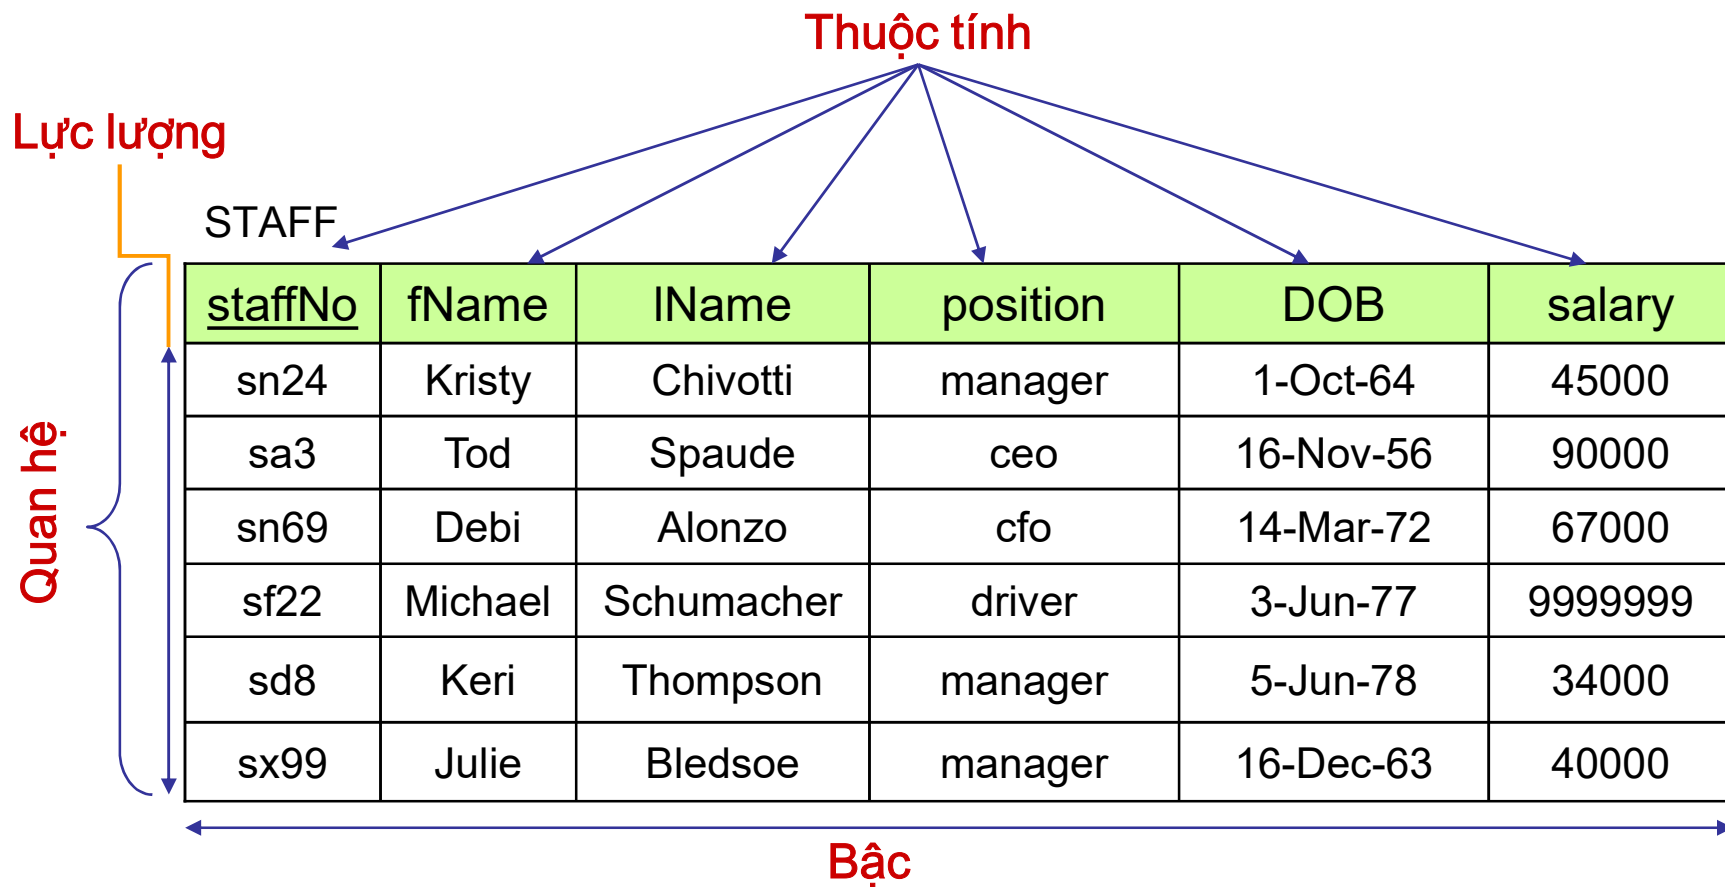 Thuộc tính
Lực lượng
STAFF
staffNo fName lName position DOB salary
sn24 Kristy Chivotti manager 1-Oct-64 45000
sa3 Tod Spaude ceo 16-Nov-56 90000
sn69 Debi Alonzo cfo 14-Mar-72 67000
sf22 Michael Schumacher driver 3-Jun-77 9999999
sd8 Keri Thompson manager 5-Jun-78 34000
sx99 Julie Bledsoe manager 16-Dec-63 40000
Quan hệ
Bậc